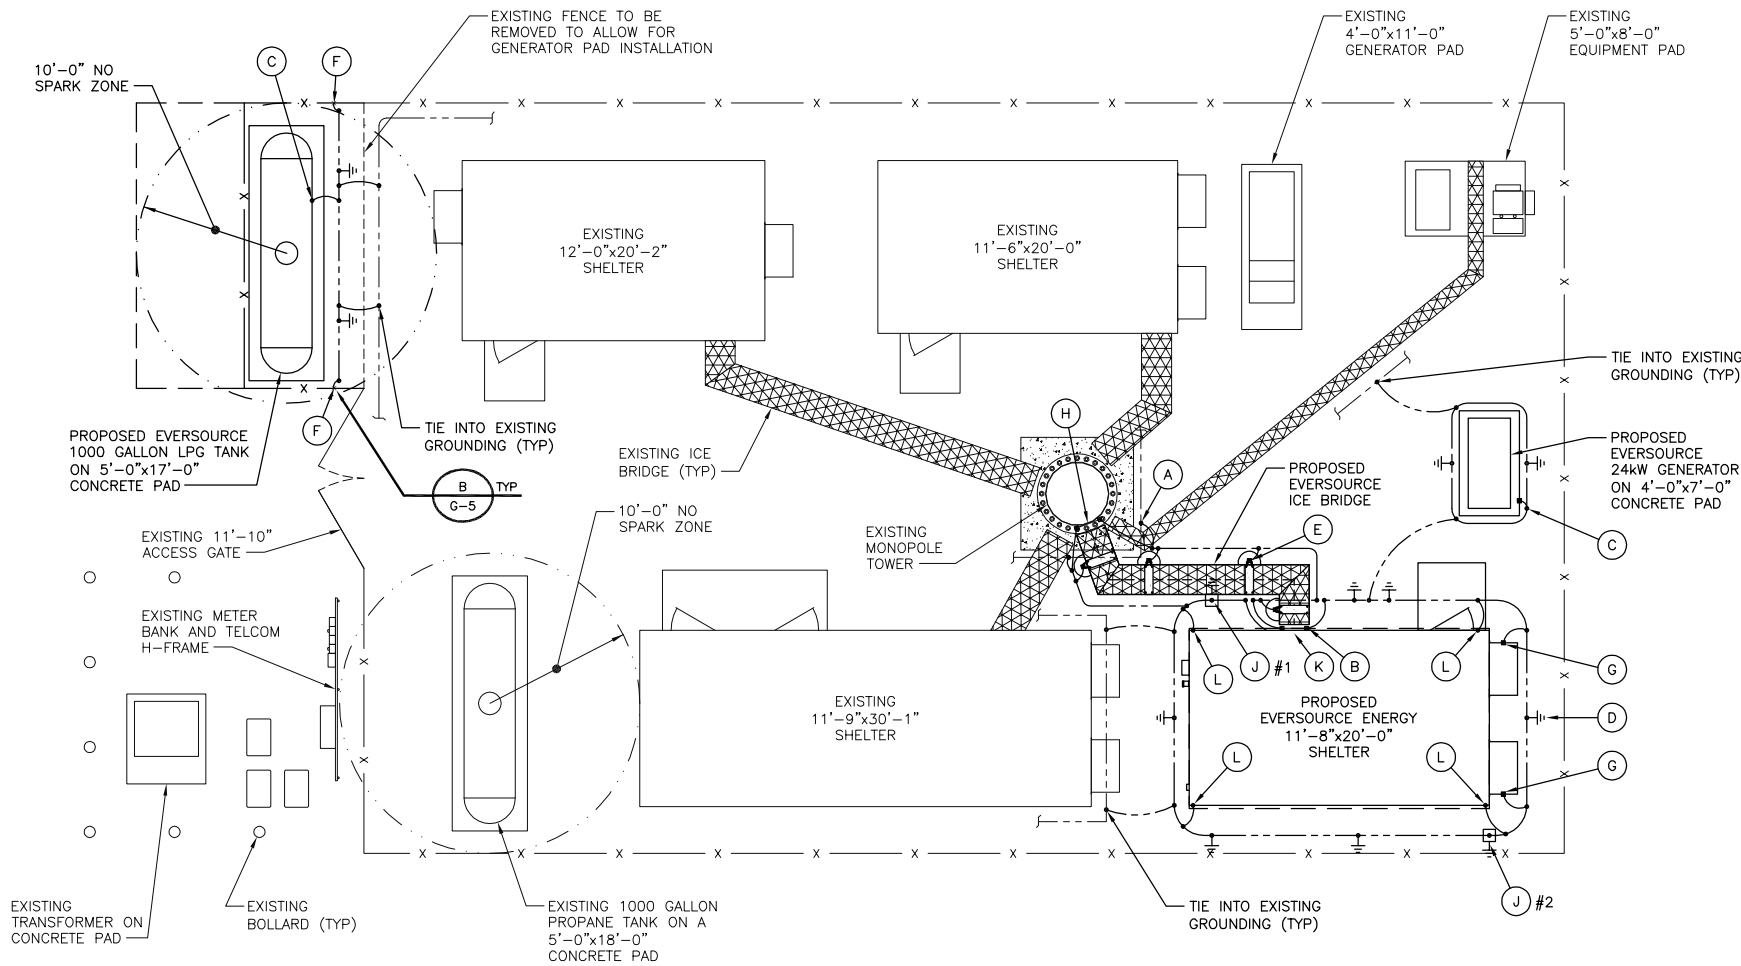 EXISTING FENCE TO BE
REMOVED TO ALLOW FOR
GENERATOR PAD INSTALLATION
EXISTING
4'-0"x11'-0"
GENERATOR PAD
EXISTING
5'-0"x8'-0"
EQUIPMENT PAD
10'-0" NO
SPARK ZONE
C
F
EXISTING
12'-0"x20'-2"
SHELTER
EXISTING
11'-6"x20'-0"
SHELTER
TIE INTO EXISTING
GROUNDING (TYP)
F
TIE INTO EXISTING
GROUNDING (TYP)
H
PROPOSED EVERSOURCE
1000 GALLON LPG TANK
ON 5'-0"x17'-0"
CONCRETE PAD
EXISTING ICE
BRIDGE (TYP)
A
PROPOSED
EVERSOURCE
ICE BRIDGE
PROPOSED
EVERSOURCE
24kW GENERATOR
ON 4'-0"x7'-0"
CONCRETE PAD
B
G-5
TYP
10'-0" NO
SPARK ZONE
EXISTING
MONOPOLE
TOWER
E
C
EXISTING 11'-10"
ACCESS GATE
EXISTING METER
BANK AND TELCOM
H-FRAME
L
J #1
K
B
L
G
EXISTING
11'-9"x30'-1"
SHELTER
PROPOSED
EVERSOURCE ENERGY
11'-8"x20'-0"
SHELTER
D
L
L
G
EXISTING
TRANSFORMER ON
CONCRETE PAD
EXISTING
BOLLARD (TYP)
EXISTING 1000 GALLON
PROPANE TANK ON A
5'-0"x18'-0"
CONCRETE PAD
TIE INTO EXISTING
GROUNDING (TYP)
J #2